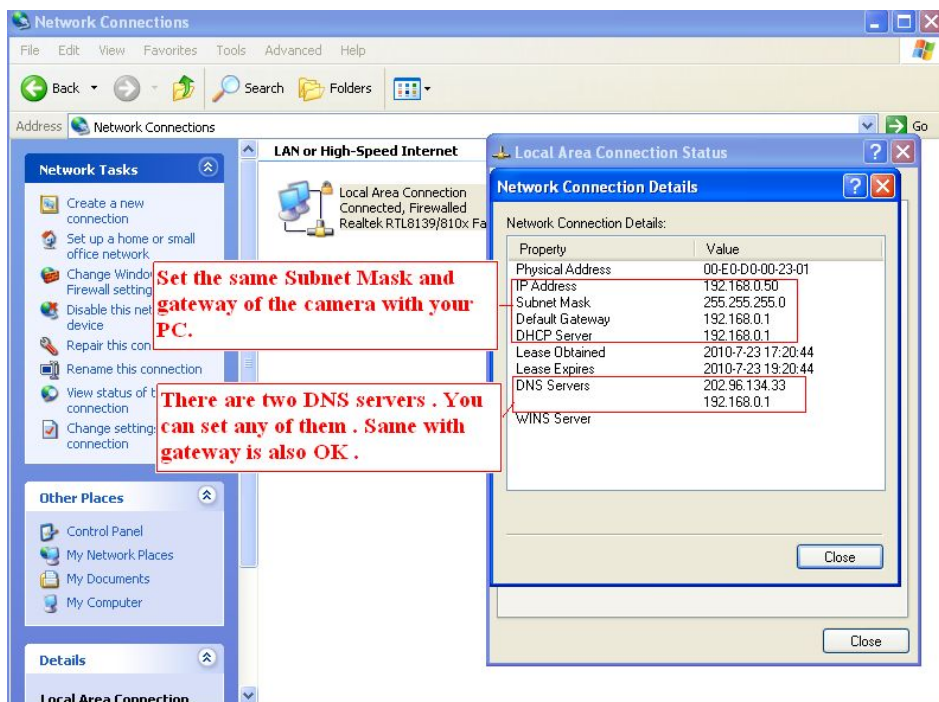 Network Connections
File Edit View Favorites Tools Advanced Help
Back Search Folders
Address Network Connections Go
Network Tasks
Create a new
connection
Set up a home or small
office network
Change Windo
Firewall setting
Disable this net
device
Repair this con
Rename this connection
View status of t
connection
Change setting
connection
Other Places
Control Panel
My Network Places
My Documents
My Computer
Details
Local Area Connection
LAN or High-Speed Internet
Local Area Connection
Connected, Firewalled
Realtek RTL8139/810x Fa
Set the same Subnet Mask and
gateway of the camera with your
PC.
There are two DNS servers . You
can set any of them . Same with
gateway is also OK .
Local Area Connection Status
Network Connection Details
Network Connection Details:
Property Value
Physical Address 00-E0-D0-00-23-01
IP Address 192.168.0.50
Subnet Mask 255.255.255.0
Default Gateway 192.168.0.1
DHCP Server 192.168.0.1
Lease Obtained 2010-7-23 17:20:44
Lease Expires 2010-7-23 19:20:44
DNS Servers 202.96.134.33
192.168.0.1
WINS Server
Close
Close